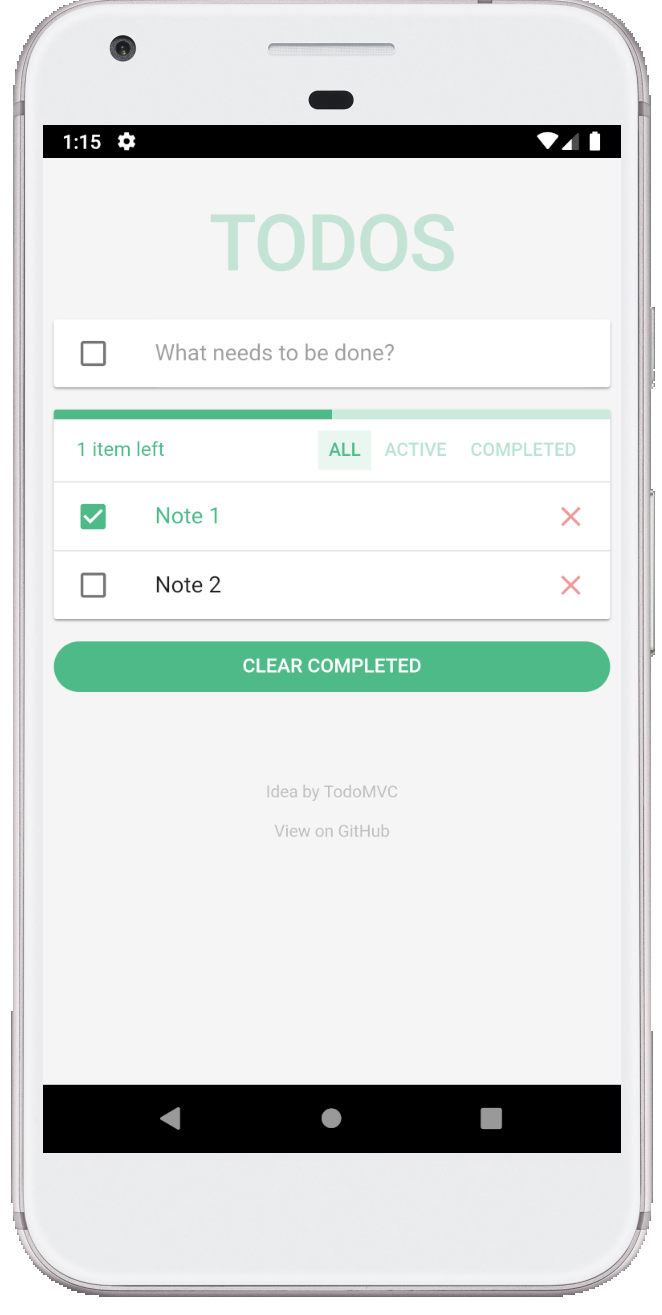 1:15
TODOS
What needs to be done?
1 item left ALL ACTIVE COMPLETED
Note 1
Note 2
CLEAR COMPLETED
Idea by TodoMVC
View on GitHub